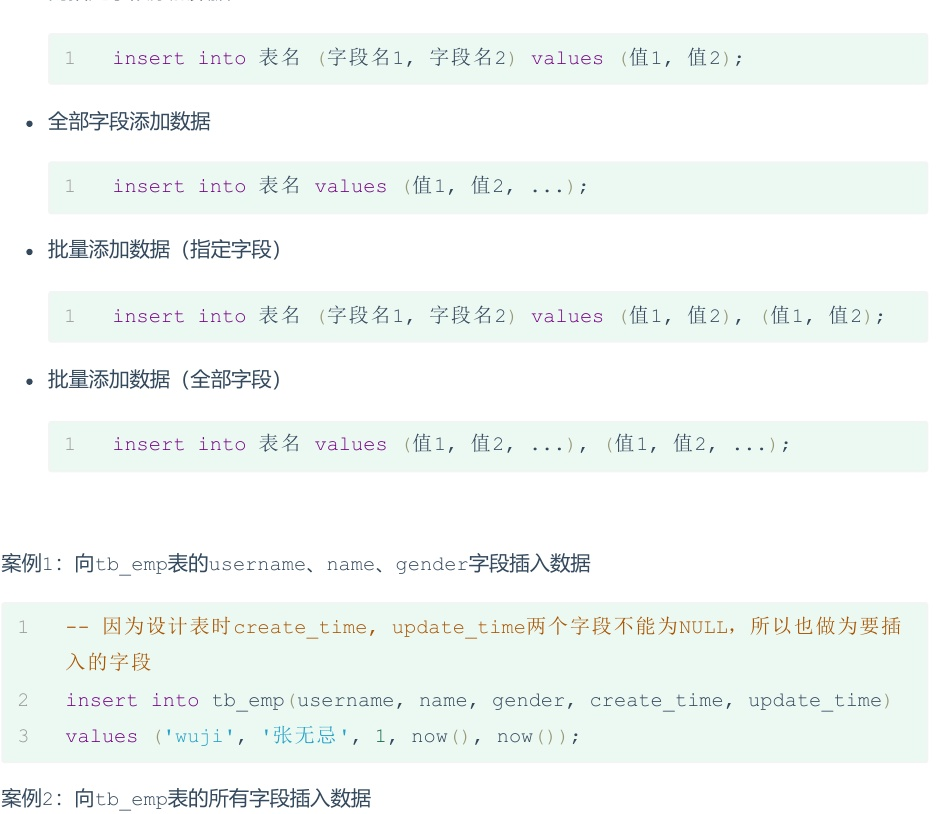 1 insert into 表名 (字段名1, 字段名2) values (值1, 值2);
• 全部字段添加数据
1 insert into 表名 values (值1, 值2, ...);
• 批量添加数据（指定字段）
1 insert into 表名 (字段名1, 字段名2) values (值1, 值2), (值1, 值2);
• 批量添加数据（全部字段）
1 insert into 表名 values (值1, 值2, ...), (值1, 值2, ...);
案例1：向tb_emp表的username、name、gender字段插入数据
1 -- 因为设计表时create_time, update_time两个字段不能为NULL，所以也做为要插
入的字段
2 insert into tb_emp(username, name, gender, create_time, update_time)
3 values ('wuji', '张无忌', 1, now(), now());
案例2：向tb_emp表的所有字段插入数据